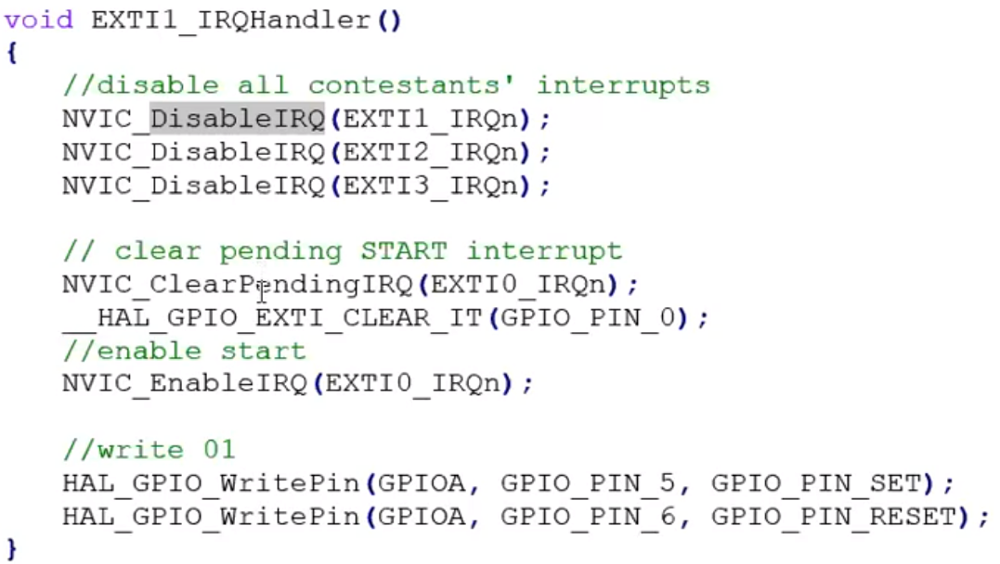 void EXTI1_IRQHandler()
{
//disable all contestants' interrupts
NVIC_DisableIRQ(EXTI1_IRQn);
NVIC_DisableIRQ(EXTI2_IRQn);
NVIC_DisableIRQ(EXTI3_IRQn);
// clear pending START interrupt
NVIC_ClearPendingIRQ(EXTI0_IRQn);
__HAL_GPIO_EXTI_CLEAR_IT(GPIO_PIN_0);
//enable start
NVIC_EnableIRQ(EXTI0_IRQn);
//write 01
HAL_GPIO_WritePin(GPIOA, GPIO_PIN_5, GPIO_PIN_SET);
HAL_GPIO_WritePin(GPIOA, GPIO_PIN_6, GPIO_PIN_RESET);
}